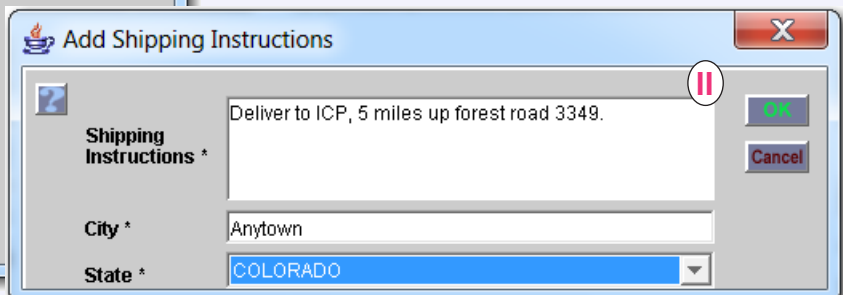 Add Shipping Instructions
X
II
?
Shipping
Instructions *
Deliver to ICP, 5 miles up forest road 3349.
OK
Cancel
City *
Anytown
State *
COLORADO